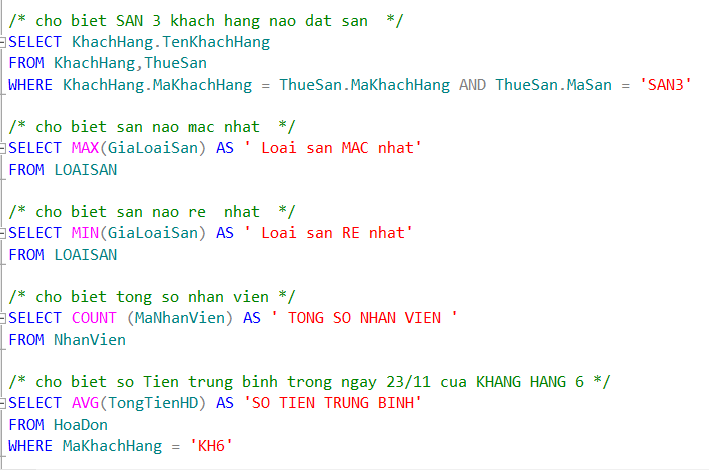 /* cho biet SAN 3 khach hang nao dat san  */
SELECT KhachHang.TenKhachHang
FROM KhachHang,ThueSan
WHERE KhachHang.MaKhachHang = ThueSan.MaKhachHang AND ThueSan.MaSan = 'SAN3'
/* cho biet san nao mac nhat  */
SELECT MAX(GiaLoaiSan) AS ' Loai san MAC nhat'
FROM LOAISAN
/* cho biet san nao re  nhat  */
SELECT MIN(GiaLoaiSan) AS ' Loai san RE nhat'
FROM LOAISAN
/* cho biet tong so nhan vien */
SELECT COUNT (MaNhanVien) AS ' TONG SO NHAN VIEN '
FROM NhanVien
/* cho biet so Tien trung binh trong ngay 23/11 cua KHANG HANG 6 */
SELECT AVG(TongTienHD) AS 'SO TIEN TRUNG BINH'
FROM HoaDon
WHERE MaKhachHang = 'KH6'